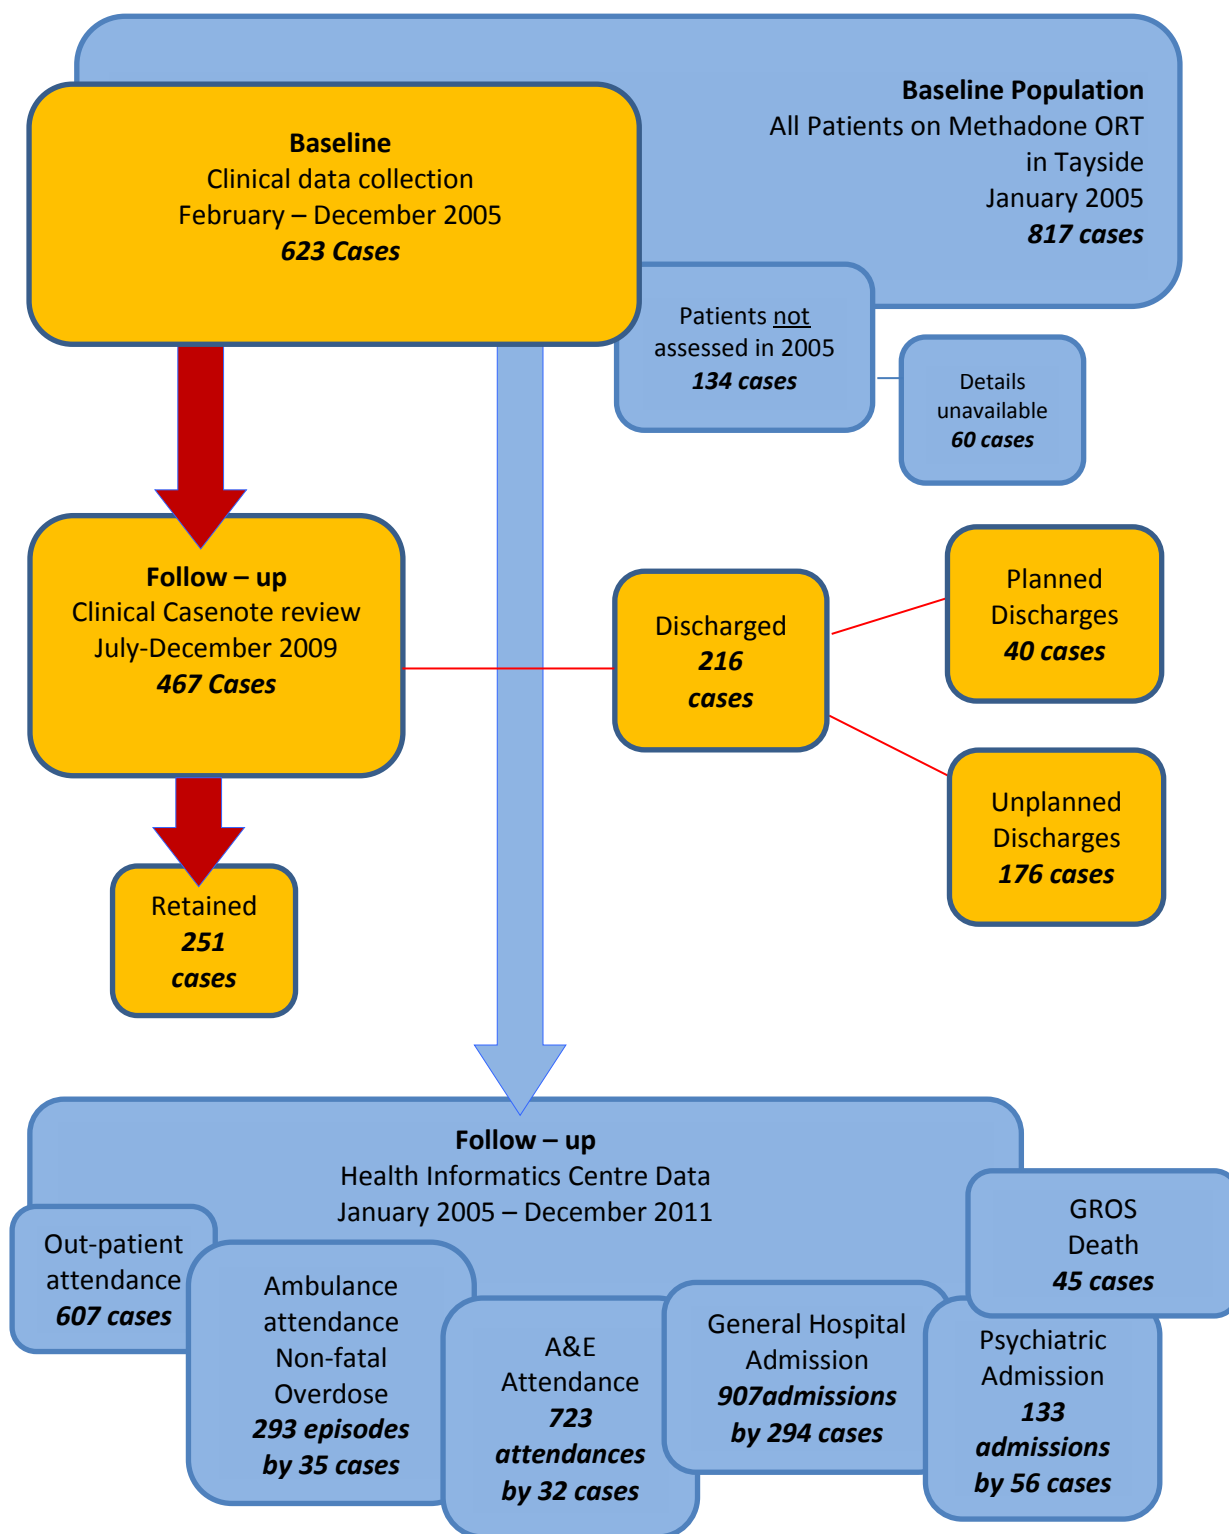 Baseline Population
All Patients on Methadone ORT
in Tayside
January 2005
817 cases
Baseline
Clinical data collection
February – December 2005
623 Cases
Patients not
assessed in 2005
134 cases
Details
unavailable
60 cases
Follow – up
Clinical Casenote review
July-December 2009
467 Cases
Discharged
216
cases
Planned
Discharges
40 cases
Unplanned
Discharges
176 cases
Retained
251
cases
Follow – up
Health Informatics Centre Data
January 2005 – December 2011
Out-patient
attendance
607 cases
Ambulance
attendance
Non-fatal
Overdose
293 episodes
by 35 cases
A&E
Attendance
723
attendances
by 32 cases
General Hospital
Admission
907admissions
by 294 cases
GROS
Death
45 cases
Psychiatric
Admission
133
admissions
by 56 cases